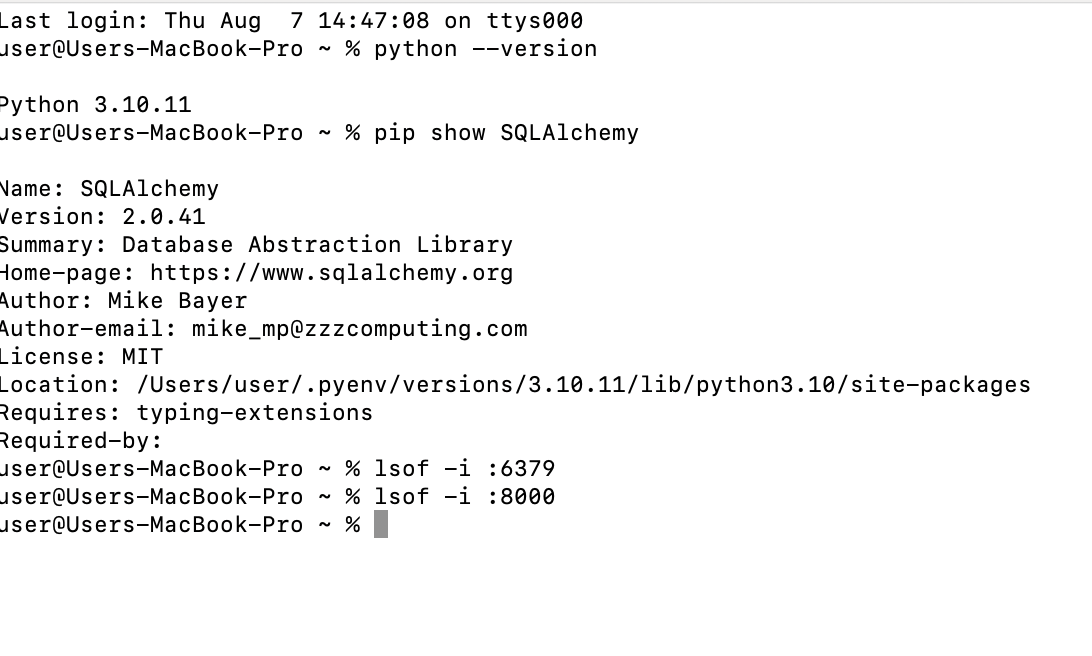 Last login: Thu Aug  7 14:47:08 on ttys000
user@Users-MacBook-Pro ~ % python --version
Python 3.10.11
user@Users-MacBook-Pro ~ % pip show SQLAlchemy
Name: SQLAlchemy
Version: 2.0.41
Summary: Database Abstraction Library
Home-page: https://www.sqlalchemy.org
Author: Mike Bayer
Author-email: mike_mp@zzzcomputing.com
License: MIT
Location: /Users/user/.pyenv/versions/3.10.11/lib/python3.10/site-packages
Requires: typing-extensions
Required-by:
user@Users-MacBook-Pro ~ % lsof -i :6379
user@Users-MacBook-Pro ~ % lsof -i :8000
user@Users-MacBook-Pro ~ %